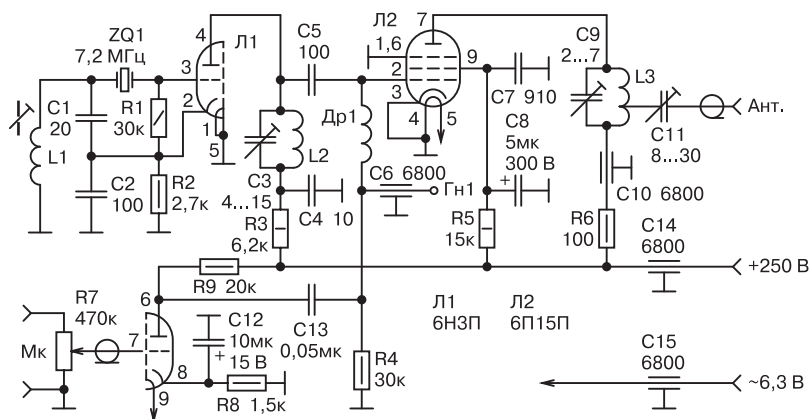 ZQ1
7,2 МГц
4
Л1
3
2
1
5
C1
20
R1
30к
L1
C2
100
R2
2,7к
C5
100
L2
C3
4...15
C4 10
R3
6,2к
Др1
C6 6800
Гн1
Л2
7
1,6
9
2
3
4
5
C7 910
C8
5мк
300 В
+
R5
15к
C9
2...7
L3
C11
8...30
Ант.
C10 6800
R6
100
C14
6800
+250 В
R9 20к
6
R7
470к
Мк
7
8
9
C12
10мк
+ 15 В
R8 1,5к
C13
0,05мк
R4
30к
Л1
6Н3П
Л2
6П15П
C15
6800
~6,3 В